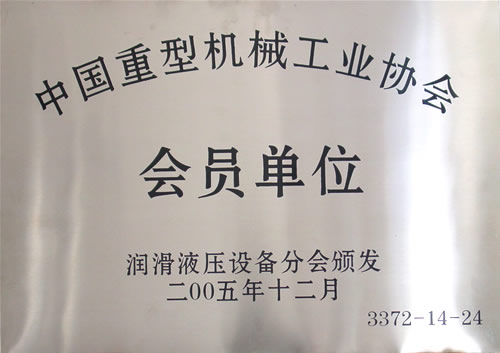 中国重型机械工业协会
会员单位
润滑液压设备分会颁发
二00五年十二月
3372-14-24